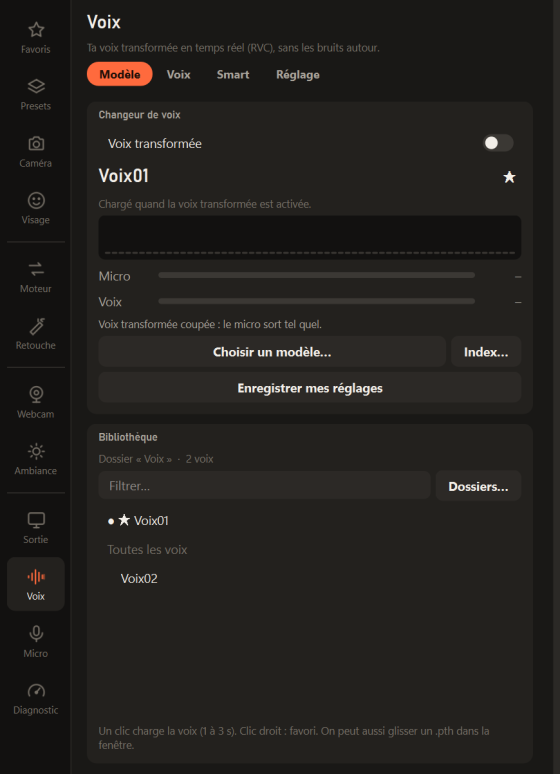 Favoris
Presets
Caméra
Visage
Moteur
Retouche
Webcam
Ambiance
Sortie
Voix
Micro
Diagnostic
Voix
Ta voix transformée en temps réel (RVC), sans les bruits autour.
Modèle Voix Smart Réglage
Changeur de voix
Voix transformée
Voix01 ★
Chargé quand la voix transformée est activée.
Micro –
Voix –
Voix transformée coupée : le micro sort tel quel.
Choisir un modèle... Index...
Enregistrer mes réglages
Bibliothèque
Dossier « Voix » · 2 voix
Filtrer... Dossiers...
● ★ Voix01
Toutes les voix
Voix02
Un clic charge la voix (1 à 3 s). Clic droit : favori. On peut aussi glisser un .pth dans la
fenêtre.